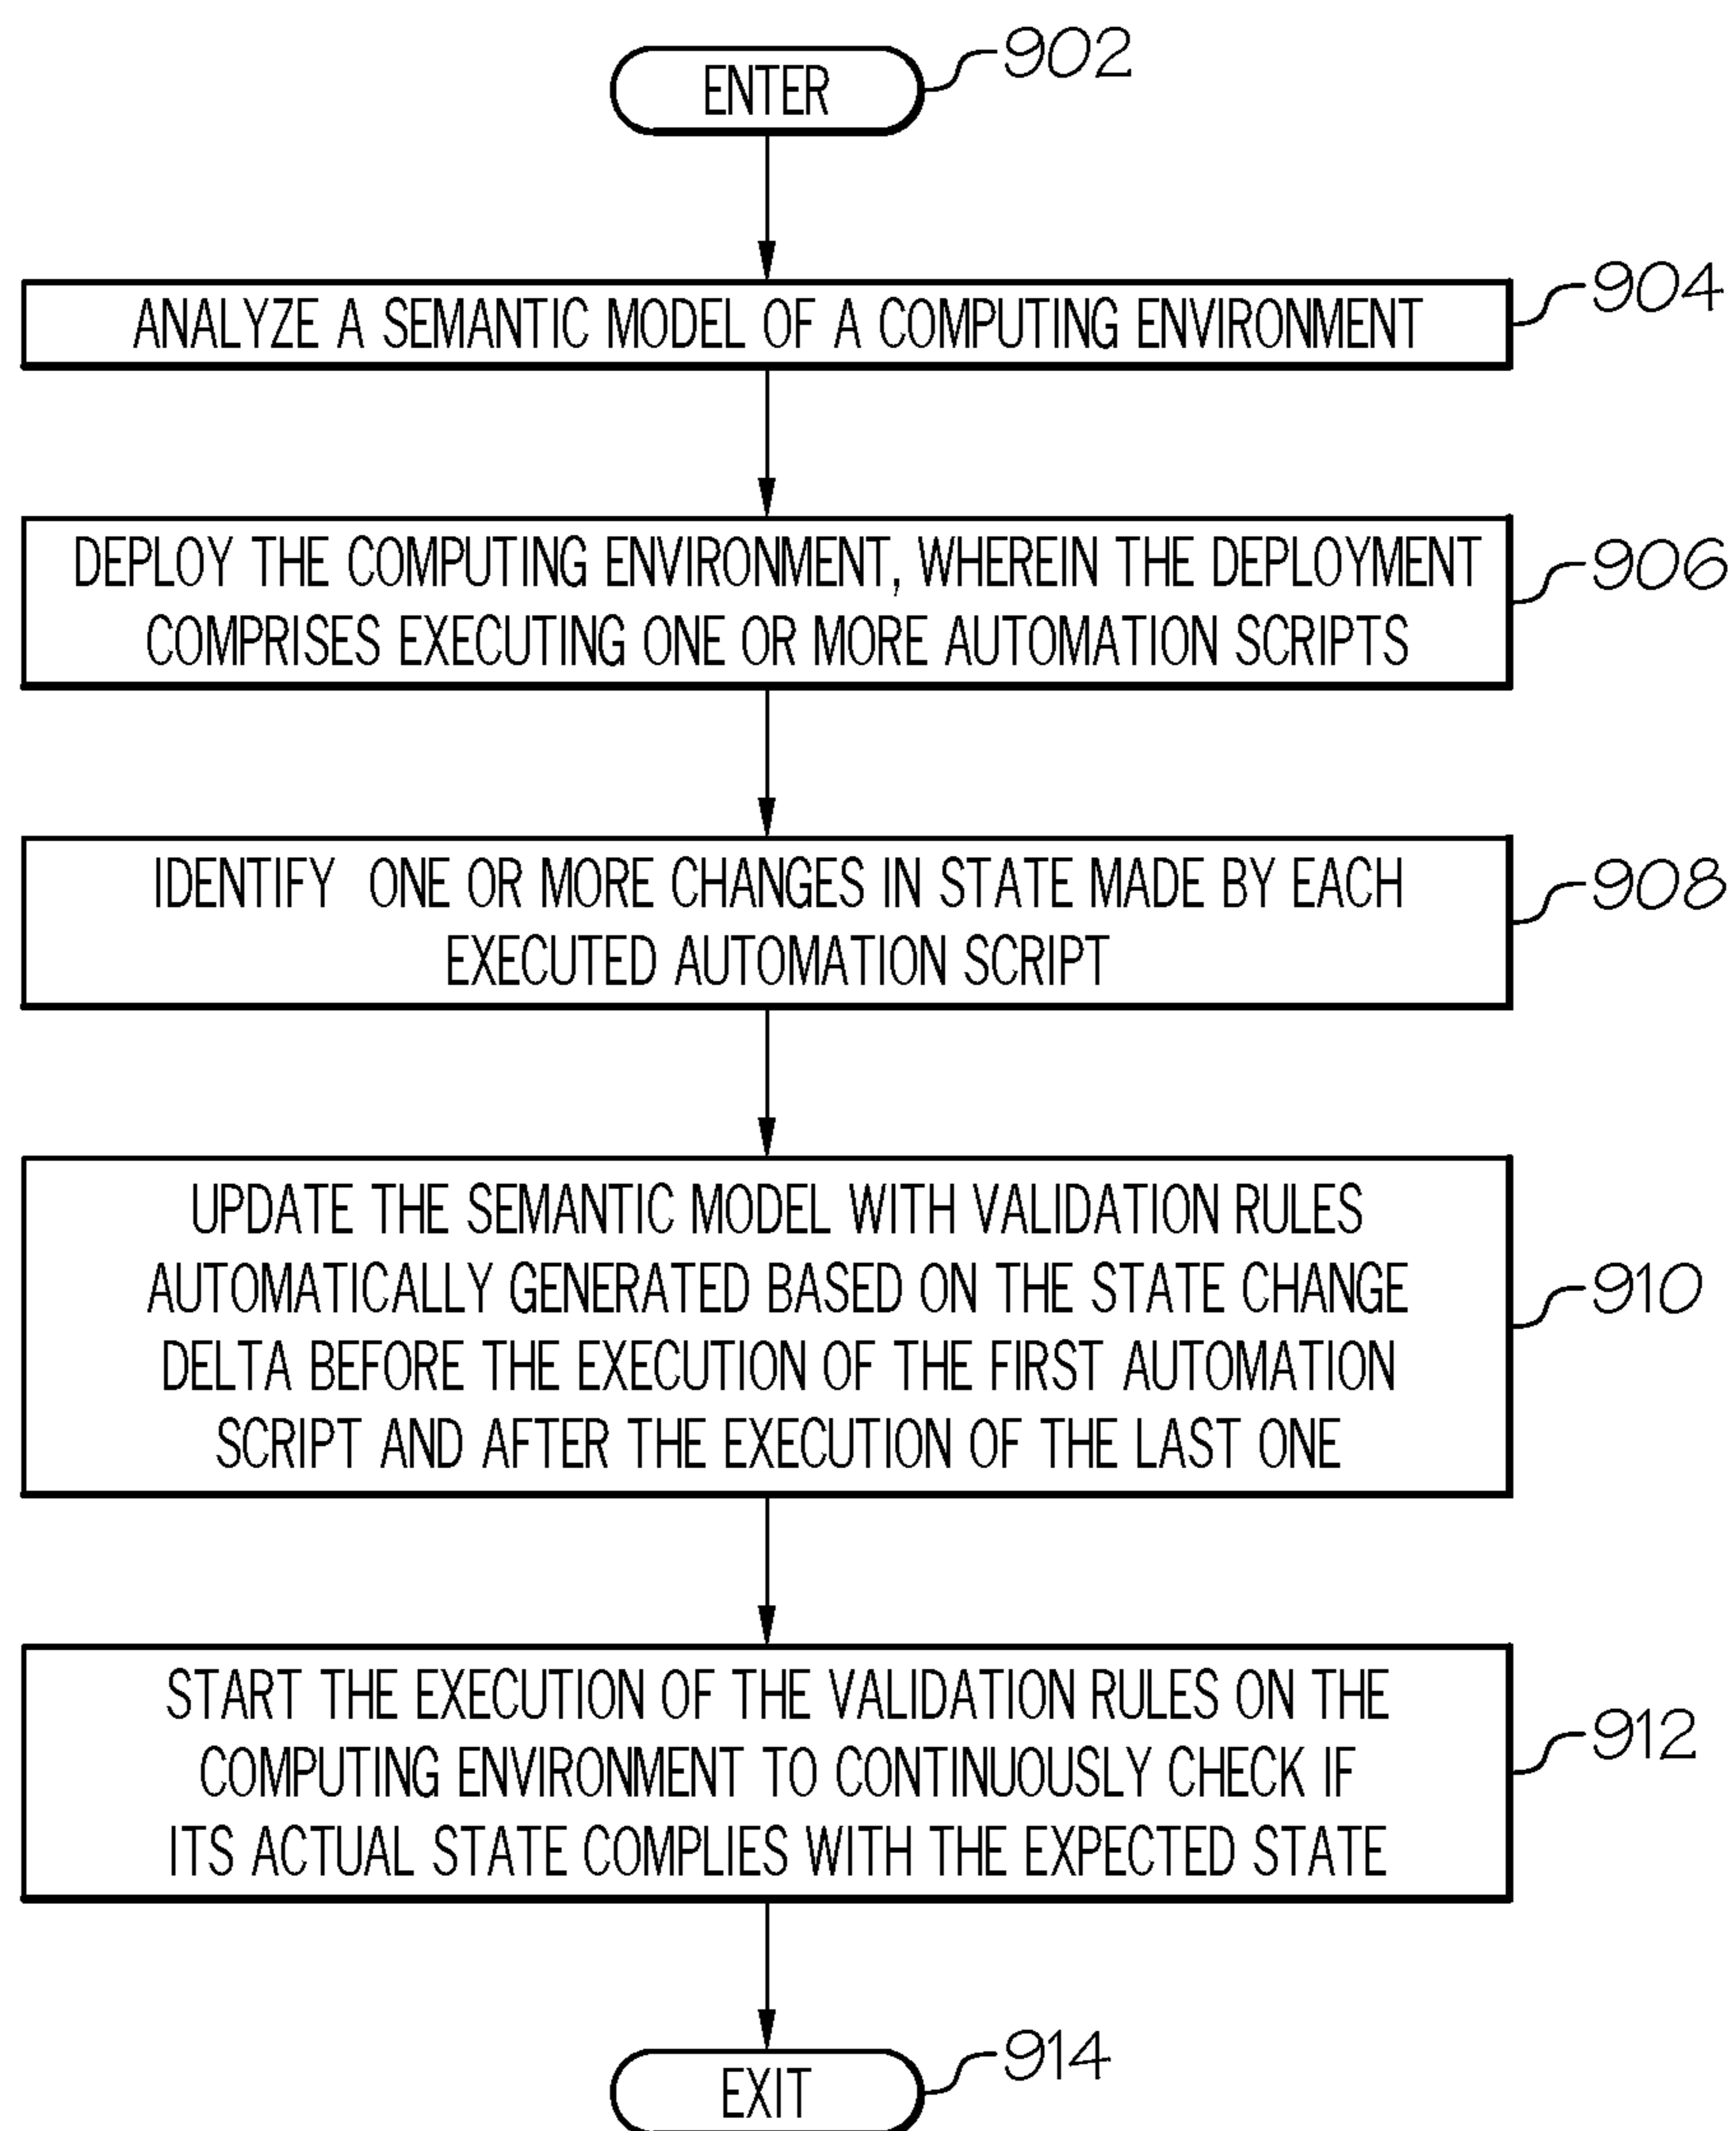 ENTER
902
ANALYZE A SEMANTIC MODEL OF A COMPUTING ENVIRONMENT
904
DEPLOY THE COMPUTING ENVIRONMENT, WHEREIN THE DEPLOYMENT
COMPRISES EXECUTING ONE OR MORE AUTOMATION SCRIPTS
906
IDENTIFY ONE OR MORE CHANGES IN STATE MADE BY EACH
EXECUTED AUTOMATION SCRIPT
908
UPDATE THE SEMANTIC MODEL WITH VALIDATION RULES
AUTOMATICALLY GENERATED BASED ON THE STATE CHANGE
DELTA BEFORE THE EXECUTION OF THE FIRST AUTOMATION
SCRIPT AND AFTER THE EXECUTION OF THE LAST ONE
910
START THE EXECUTION OF THE VALIDATION RULES ON THE
COMPUTING ENVIRONMENT TO CONTINUOUSLY CHECK IF
ITS ACTUAL STATE COMPLIES WITH THE EXPECTED STATE
912
EXIT
914